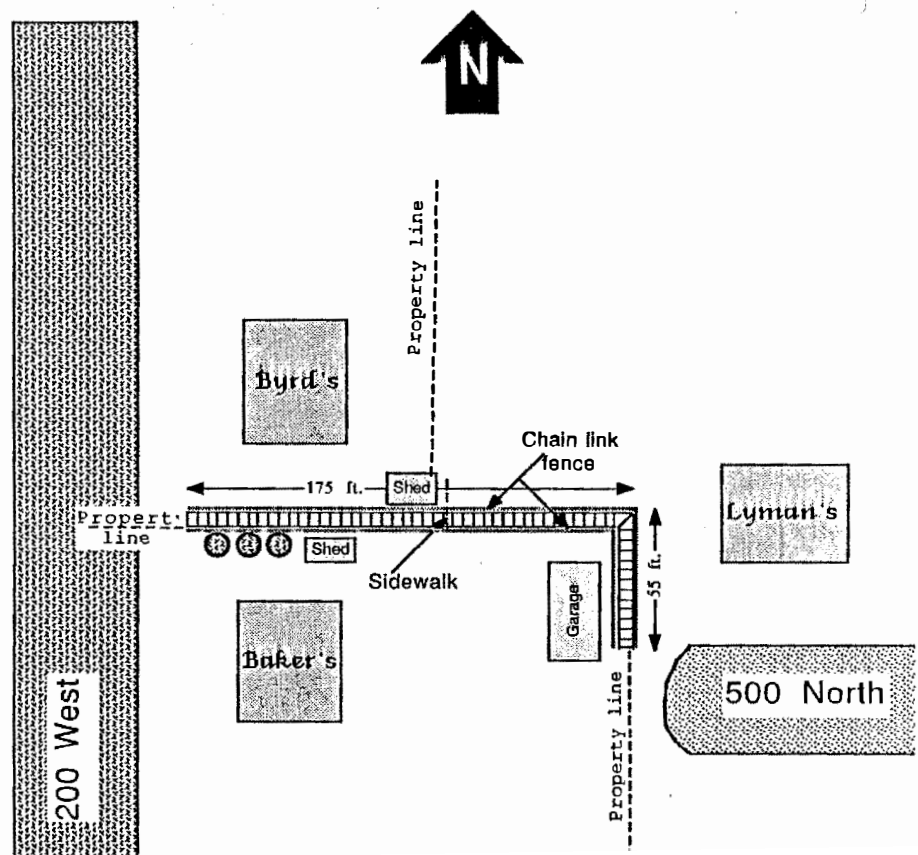 N
Property line
Byrd's
Chain link
fence
175 ft.
Shed
Lyman's
Propert
line
Shed
Sidewalk
55 ft.
Garage
Baker's
200 West
500 North
Property line